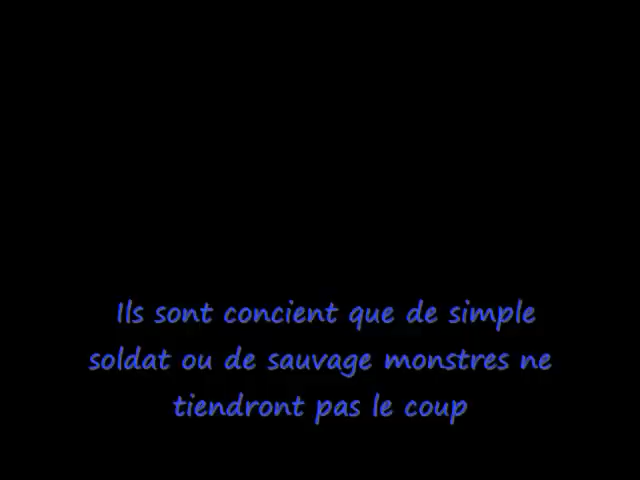 Ils sont concient que de simple
soldat ou de sauvage monstres ne
tiendront pas le coup